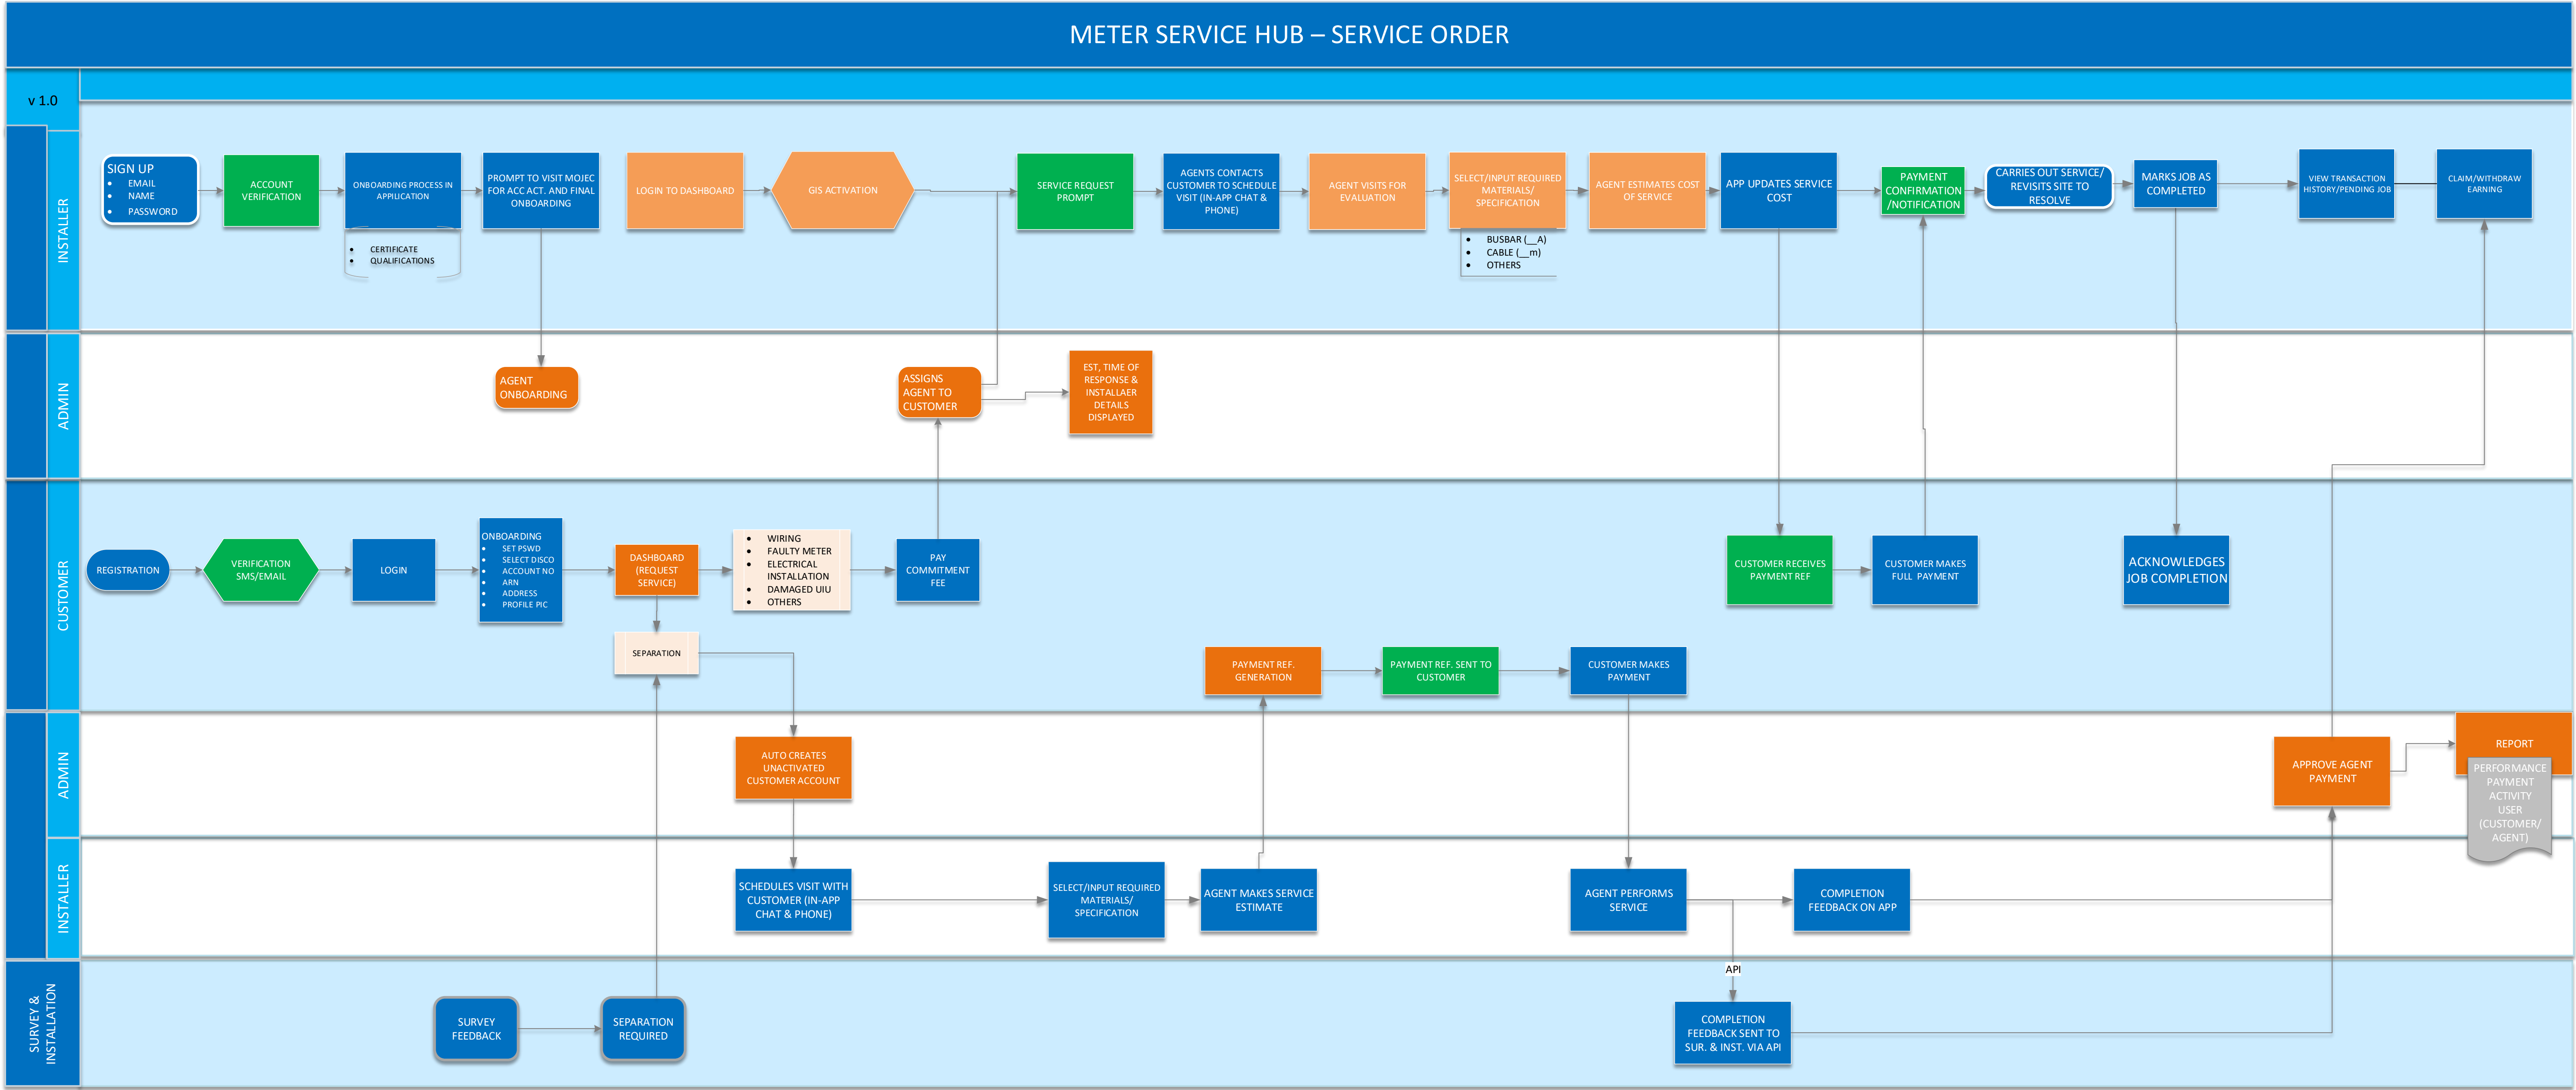 METER SERVICE HUB – SERVICE ORDER
v 1.0
INSTALLER
SIGN UP
• EMAIL
• NAME
• PASSWORD
ACCOUNT
VERIFICATION
ONBOARDING PROCESS IN
APPLICATION
• CERTIFICATE
• QUALIFICATIONS
PROMPT TO VISIT MOJEC
FOR ACC ACT. AND FINAL
ONBOARDING
LOGIN TO DASHBOARD
GIS ACTIVATION
SERVICE REQUEST
PROMPT
AGENTS CONTACTS
CUSTOMER TO SCHEDULE
VISIT (IN-APP CHAT &
PHONE)
AGENT VISITS FOR
EVALUATION
SELECT/INPUT REQUIRED
MATERIALS/
SPECIFICATION
• BUSBAR (__A)
• CABLE (__m)
• OTHERS
AGENT ESTIMATES COST
OF SERVICE
APP UPDATES SERVICE
COST
PAYMENT
CONFIRMATION
/NOTIFICATION
CARRIES OUT SERVICE/
REVISITS SITE TO
RESOLVE
MARKS JOB AS
COMPLETED
VIEW TRANSACTION
HISTORY/PENDING JOB
CLAIM/WITHDRAW
EARNING
ADMIN
AGENT
ONBOARDING
ASSIGNS
AGENT TO
CUSTOMER
EST, TIME OF
RESPONSE &
INSTALLAER
DETAILS
DISPLAYED
CUSTOMER
REGISTRATION
VERIFICATION
SMS/EMAIL
LOGIN
ONBOARDING
• SET PSWD
• SELECT DISCO
• ACCOUNT NO
• ARN
• ADDRESS
• PROFILE PIC
DASHBOARD
(REQUEST
SERVICE)
• WIRING
• FAULTY METER
• ELECTRICAL
INSTALLATION
• DAMAGED UIU
• OTHERS
PAY
COMMITMENT
FEE
CUSTOMER RECEIVES
PAYMENT REF
CUSTOMER MAKES
FULL PAYMENT
ACKNOWLEDGES
JOB COMPLETION
SEPARATION
PAYMENT REF.
GENERATION
PAYMENT REF. SENT TO
CUSTOMER
CUSTOMER MAKES
PAYMENT
ADMIN
AUTO CREATES
UNACTIVATED
CUSTOMER ACCOUNT
APPROVE AGENT
PAYMENT
REPORT
PERFORMANCE
PAYMENT
ACTIVITY
USER
(CUSTOMER/
AGENT)
INSTALLER
SCHEDULES VISIT WITH
CUSTOMER (IN-APP
CHAT & PHONE)
SELECT/INPUT REQUIRED
MATERIALS/
SPECIFICATION
AGENT MAKES SERVICE
ESTIMATE
AGENT PERFORMS
SERVICE
COMPLETION
FEEDBACK ON APP
API
SURVEY &
INSTALLATION
SURVEY
FEEDBACK
SEPARATION
REQUIRED
COMPLETION
FEEDBACK SENT TO
SUR. & INST. VIA API